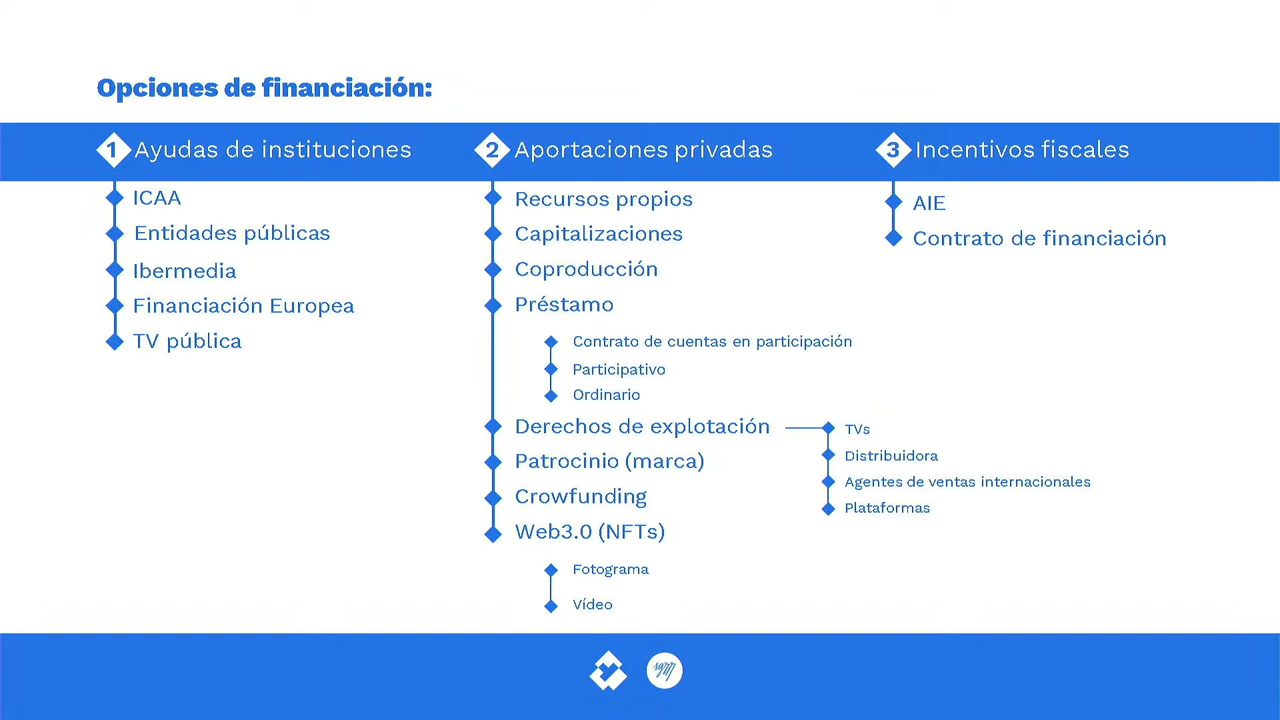 Opciones de financiación:
1 Ayudas de instituciones
ICAA
Entidades públicas
Ibermedia
Financiación Europea
TV pública
2 Aportaciones privadas
Recursos propios
Capitalizaciones
Coproducción
Préstamo
Contrato de cuentas en participación
Participativo
Ordinario
Derechos de explotación
TVs
Distribuidora
Agentes de ventas internacionales
Plataformas
Patrocinio (marca)
Crowfunding
Web3.0 (NFTs)
Fotograma
Vídeo
3 Incentivos fiscales
AIE
Contrato de financiación